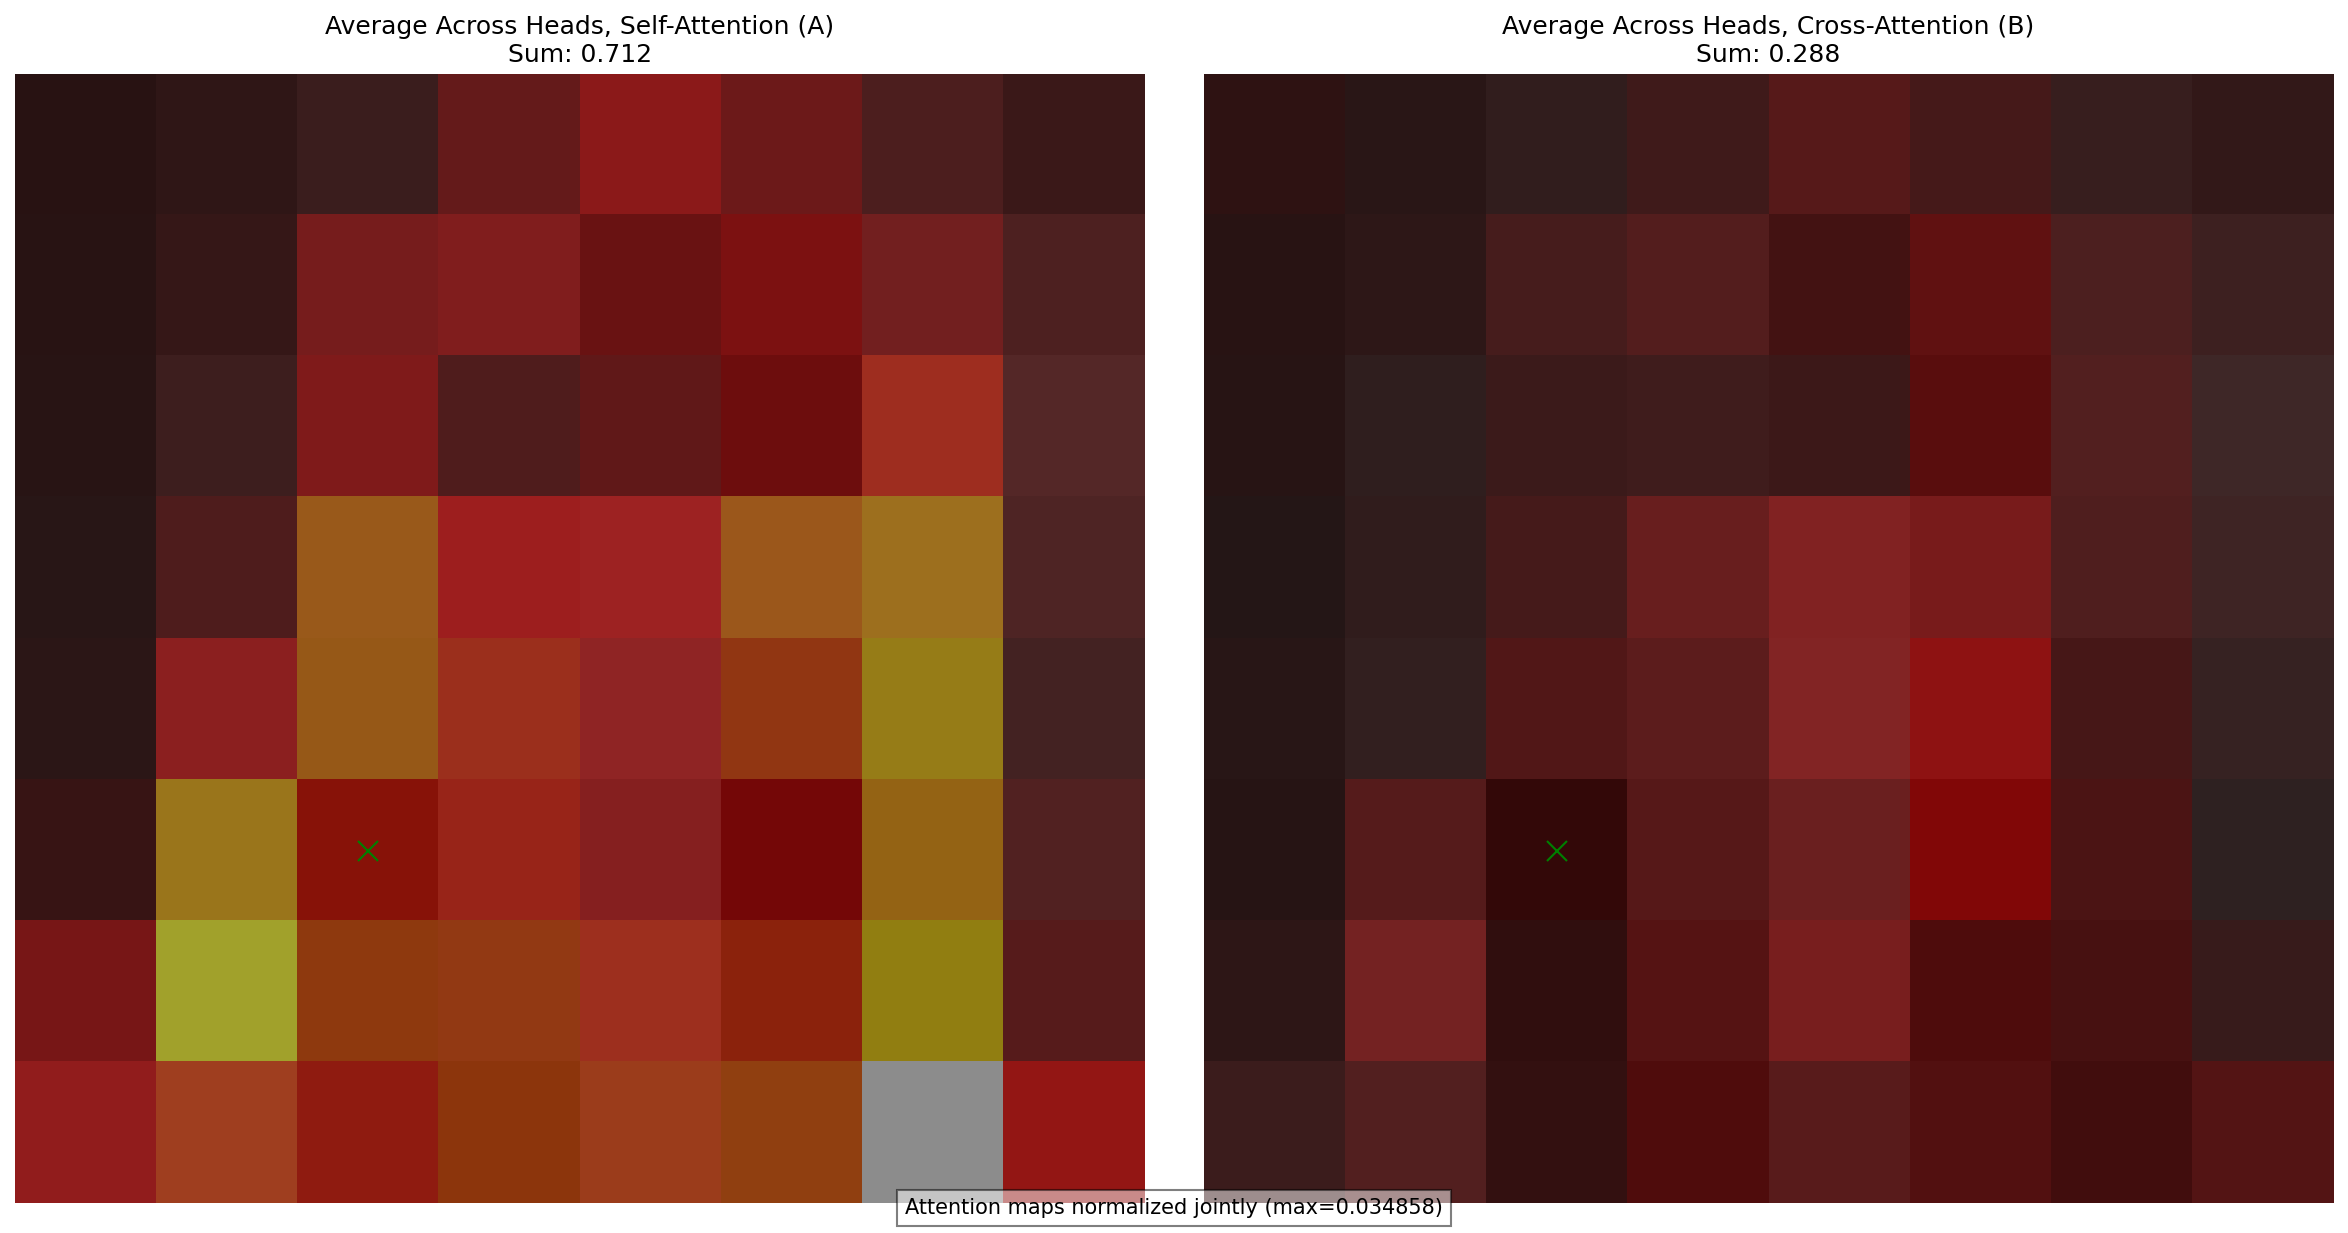 Average Across Heads, Self-Attention (A)
Sum: 0.712
Average Across Heads, Cross-Attention (B)
Sum: 0.288
Attention maps normalized jointly (max=0.034858)